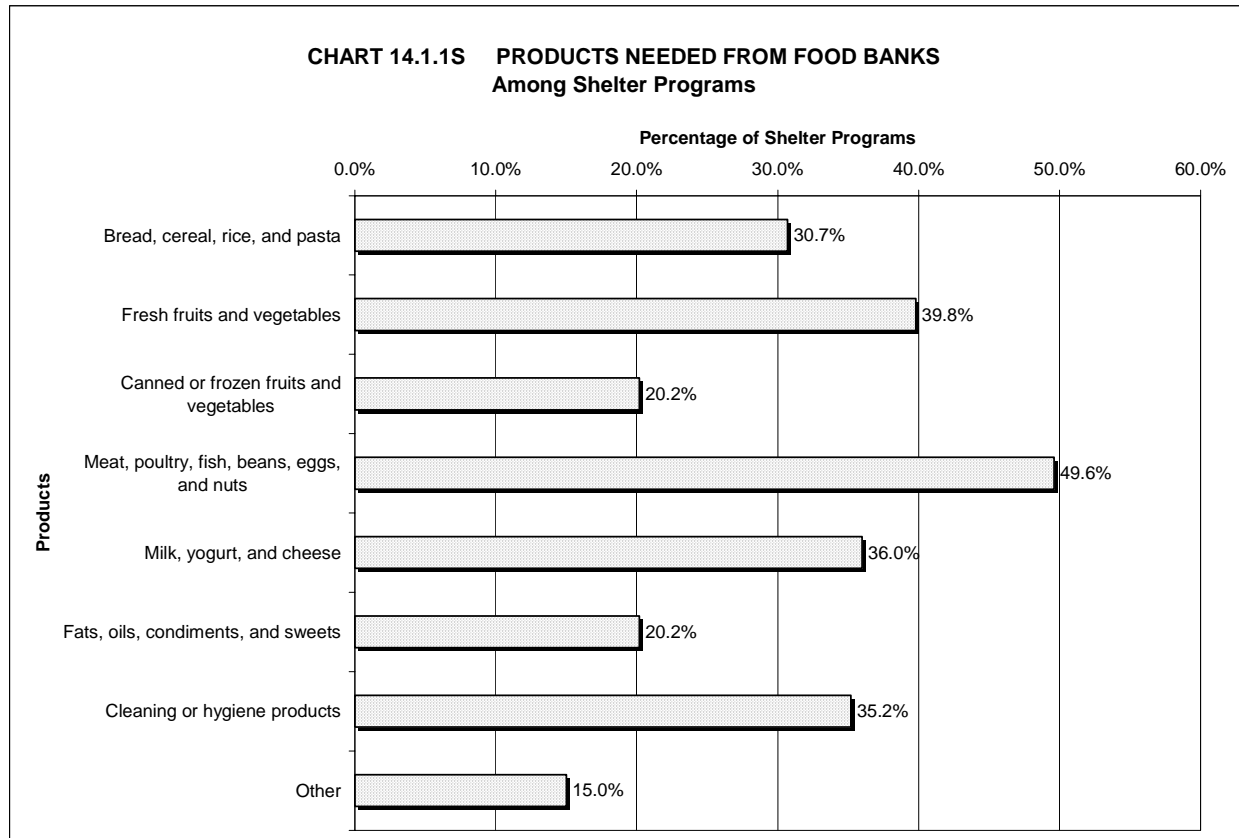 CHART 14.1.1S PRODUCTS NEEDED FROM FOOD BANKS
Among Shelter Programs
Percentage of Shelter Programs
0.0% 10.0% 20.0% 30.0% 40.0% 50.0% 60.0%
Products
Bread, cereal, rice, and pasta 30.7%
Fresh fruits and vegetables 39.8%
Canned or frozen fruits and
vegetables 20.2%
Meat, poultry, fish, beans, eggs,
and nuts 49.6%
Milk, yogurt, and cheese 36.0%
Fats, oils, condiments, and sweets 20.2%
Cleaning or hygiene products 35.2%
Other 15.0%